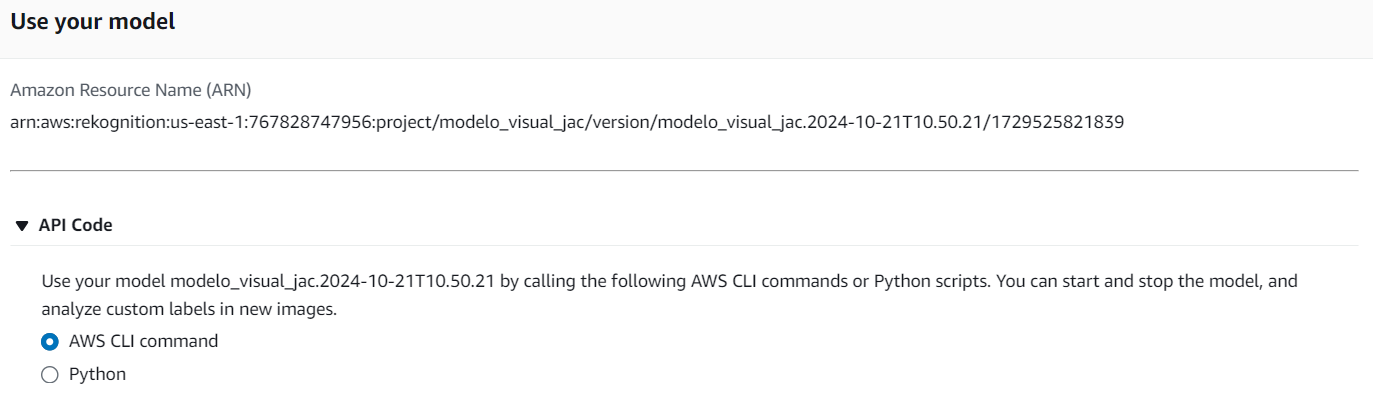 Use your model
Amazon Resource Name (ARN)
arn:aws:rekognition:us-east-1:767828747956:project/modelo_visual_jac/version/modelo_visual_jac.2024-10-21T10.50.21/1729525821839
API Code
Use your model modelo_visual_jac.2024-10-21T10.50.21 by calling the following AWS CLI commands or Python scripts. You can start and stop the model, and
analyze custom labels in new images.
AWS CLI command
Python